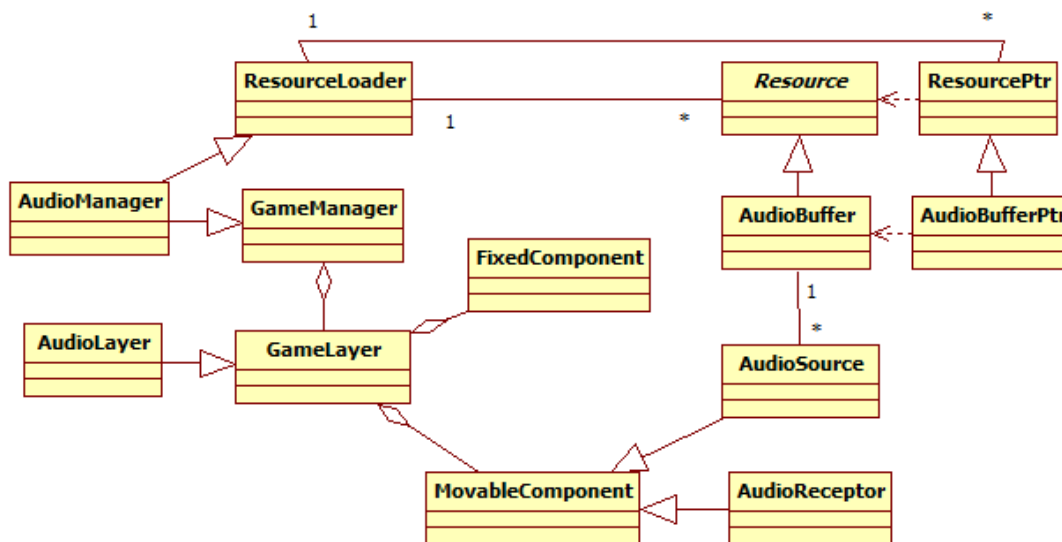 1
*
ResourceLoader
Resource
ResourcePtr
1
*
AudioManager
GameManager
AudioBuffer
AudioBufferPtr
FixedComponent
1
*
AudioLayer
GameLayer
AudioSource
MovableComponent
AudioReceptor